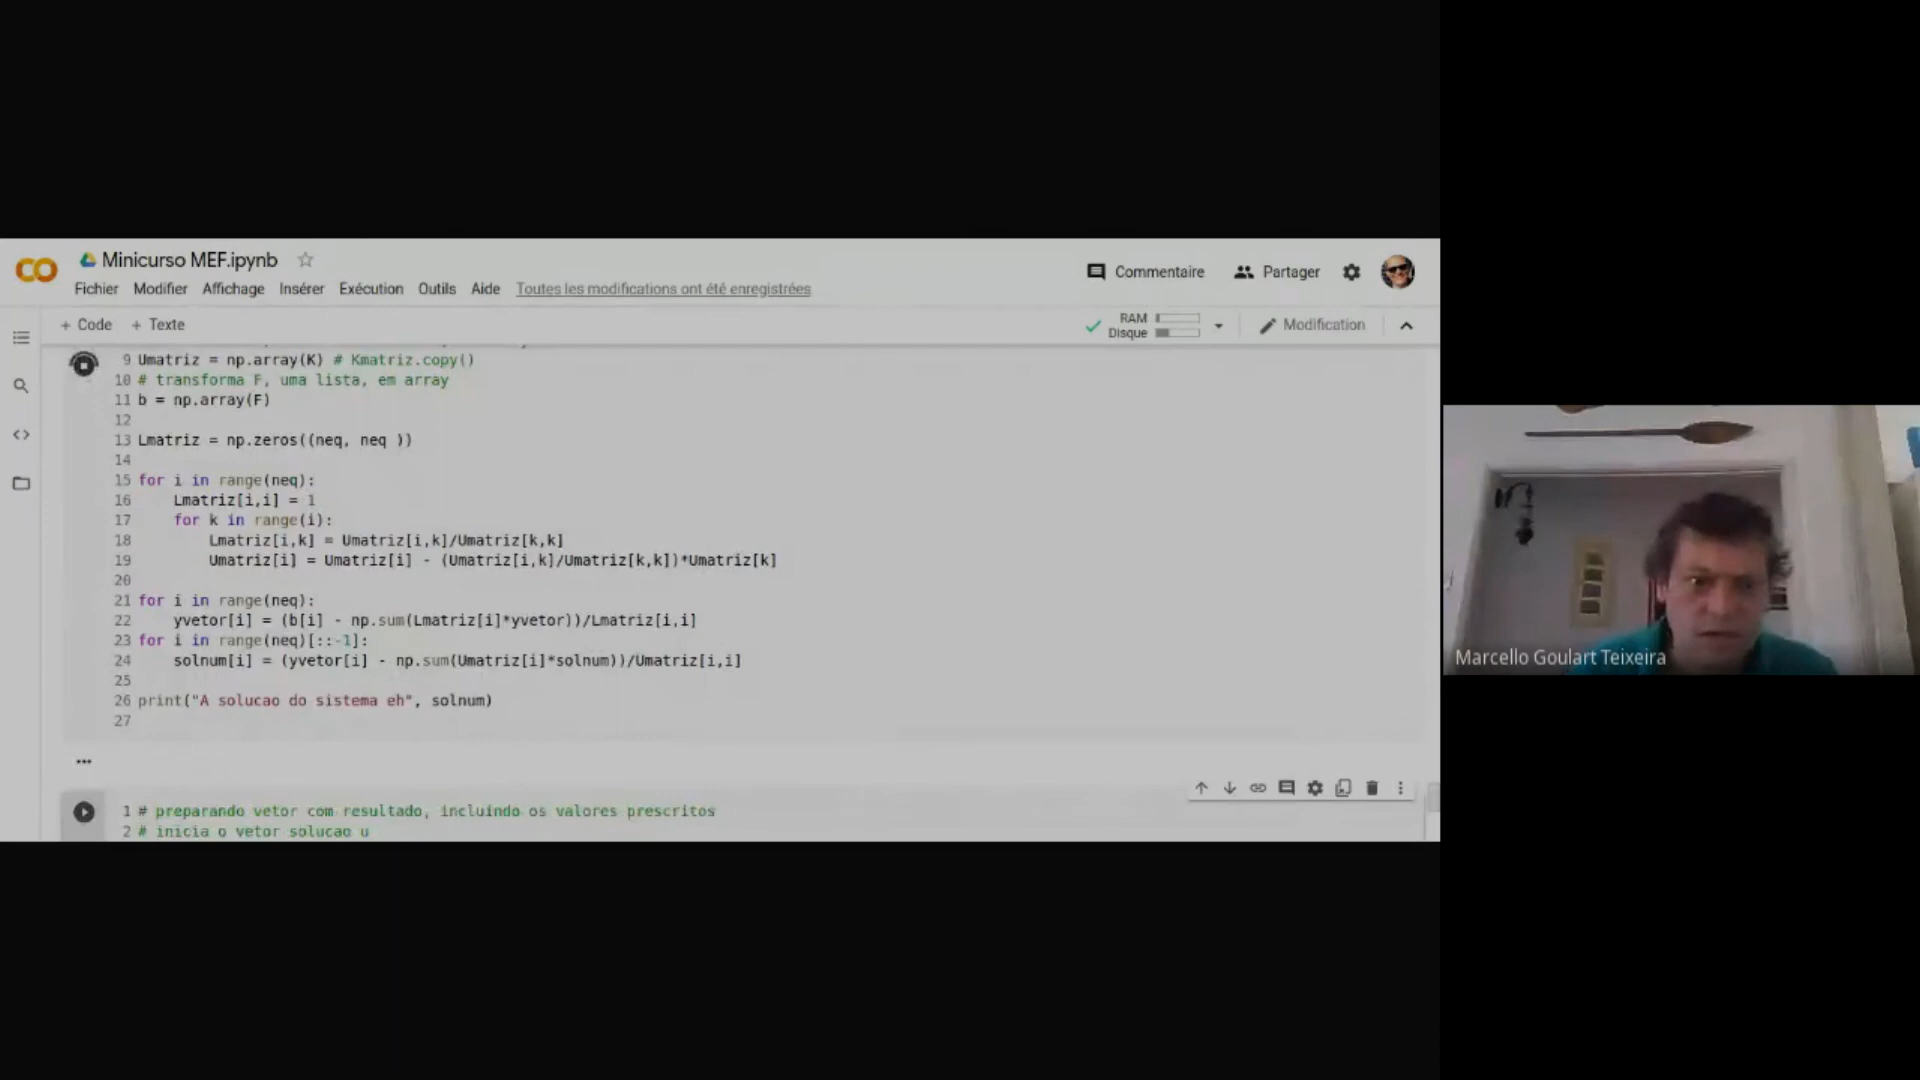 Minicurso MEF.ipynb
Fichier Modifier Affichage Insérer Exécution Outils Aide Toutes les modifications ont été enregistrées
Commentaire Partager
+ Code + Texte
RAM
Disque
Modification
9 Umatriz = np.array(K) # Kmatriz.copy()
10 # transforma F, uma lista, em array
11 b = np.array(F)
12
13 Lmatriz = np.zeros((neq, neq ))
14
15 for i in range(neq):
16     Lmatriz[i,i] = 1
17     for k in range(i):
18         Lmatriz[i,k] = Umatriz[i,k]/Umatriz[k,k]
19         Umatriz[i] = Umatriz[i] - (Umatriz[i,k]/Umatriz[k,k])*Umatriz[k]
20
21 for i in range(neq):
22     yvetor[i] = (b[i] - np.sum(Lmatriz[i]*yvetor))/Lmatriz[i,i]
23 for i in range(neq)[::-1]:
24     solnum[i] = (yvetor[i] - np.sum(Umatriz[i]*solnum))/Umatriz[i,i]
25
26 print("A solucao do sistema eh", solnum)
27
1 # preparando vetor com resultado, incluindo os valores prescritos
2 # inicia o vetor solucao u
Marcello Goulart Teixeira